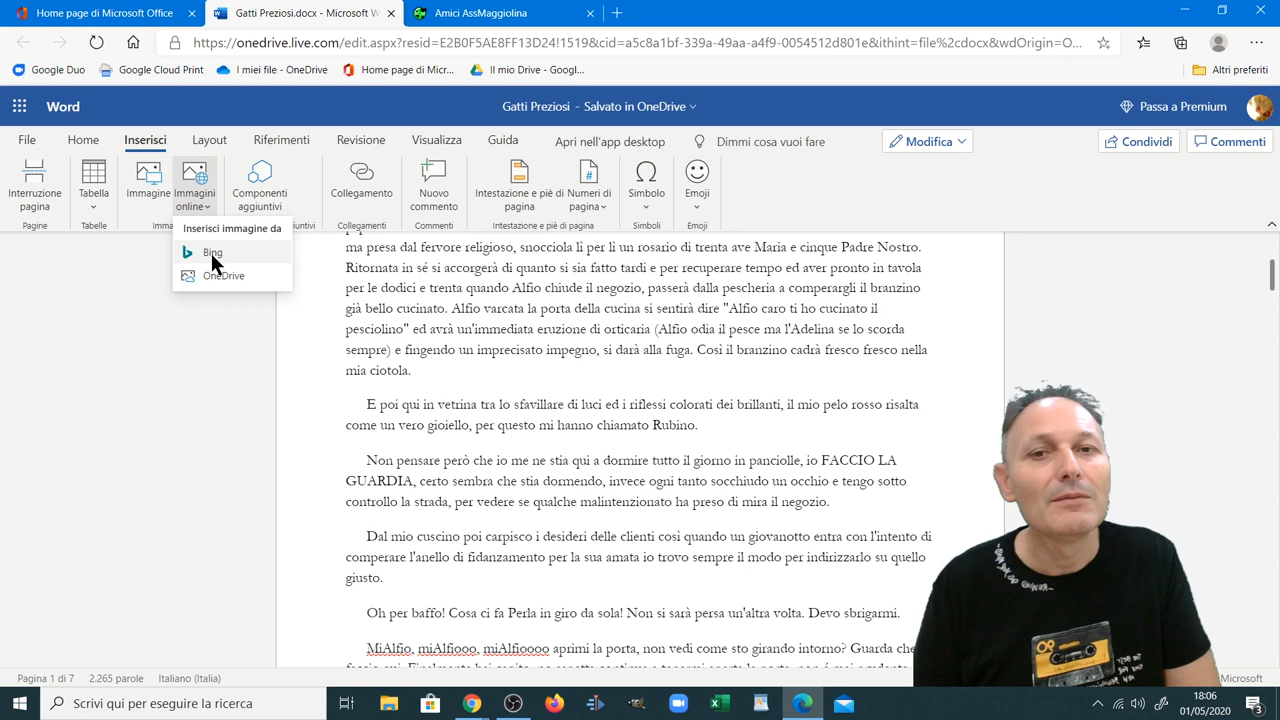 Home page di Microsoft Office
Gatti Preziosi.docx - Microsoft W
Amici AssMaggiolina
https://onedrive.live.com/edit.aspx?resid=E2B0F5AE8FF13D24!1519&cid=a5c8a1bf-339a-49aa-a4f9-0054512d801e&ithint=file%2cdocx&wdOrigin=O...
Google Duo
Google Cloud Print
I miei file - OneDrive
Home page di Micr...
Il mio Drive - Googl...
Altri preferiti
Word
Gatti Preziosi - Salvato in OneDrive
Passa a Premium
File
Home
Inserisci
Layout
Riferimenti
Revisione
Visualizza
Guida
Apri nell'app desktop
Dimmi cosa vuoi fare
Modifica
Condividi
Commenti
Interruzione pagina
Tabella
Immagine
Immagini online
Componenti aggiuntivi
Collegamento
Nuovo commento
Intestazione e piè di pagina
Numeri di pagina
Simbolo
Emoji
Pagine
Tabelle
Imma
untivi
Collegamenti
Commenti
Intestazione e piè di pagina
Simboli
Emoji
Inserisci immagine da
Bing
OneDrive
ma presa dal fervore religioso, snocciola lì per lì un rosario di trenta ave Maria e cinque Padre Nostro.
Ritornata in sé si accorgerà di quanto si sia fatto tardi e per recuperare tempo ed aver pronto in tavola
per le dodici e trenta quando Alfio chiude il negozio, passerà dalla pescheria a comperargli il branzino
già bello cucinato. Alfio varcata la porta della cucina si sentirà dire "Alfio caro ti ho cucinato il
pesciolino" ed avrà un'immediata eruzione di orticaria (Alfio odia il pesce ma l'Adelina se lo scorda
sempre) e fingendo un imprecisato impegno, si darà alla fuga. Così il branzino cadrà fresco fresco nella
mia ciotola.
E poi qui in vetrina tra lo sfavillare di luci ed i riflessi colorati dei brillanti, il mio pelo rosso risalta
come un vero gioiello, per questo mi hanno chiamato Rubino.
Non pensare però che io me ne stia qui a dormire tutto il giorno in panciolle, io FACCIO LA
GUARDIA, certo sembra che stia dormendo, invece ogni tanto socchiudo un occhio e tengo sotto
controllo la strada, per vedere se qualche malintenzionato ha preso di mira il negozio.
Dal mio cuscino poi carpisco i desideri delle clienti così quando un giovanotto entra con l'intento di
comperare l'anello di fidanzamento per la sua amata io trovo sempre il modo per indirizzarlo su quello
giusto.
Oh per baffo! Cosa ci fa Perla in giro da sola! Non si sarà persa un'altra volta. Devo sbrigarmi.
MiAlfio, miAlfiooo, miAlfioooo aprimi la porta, non vedi come sto girando intorno? Guarda che
Pagina 1 di 7
2.265 parole
Italiano (Italia)
Microsoft
Scrivi qui per eseguire la ricerca
18:06
01/05/2020
3